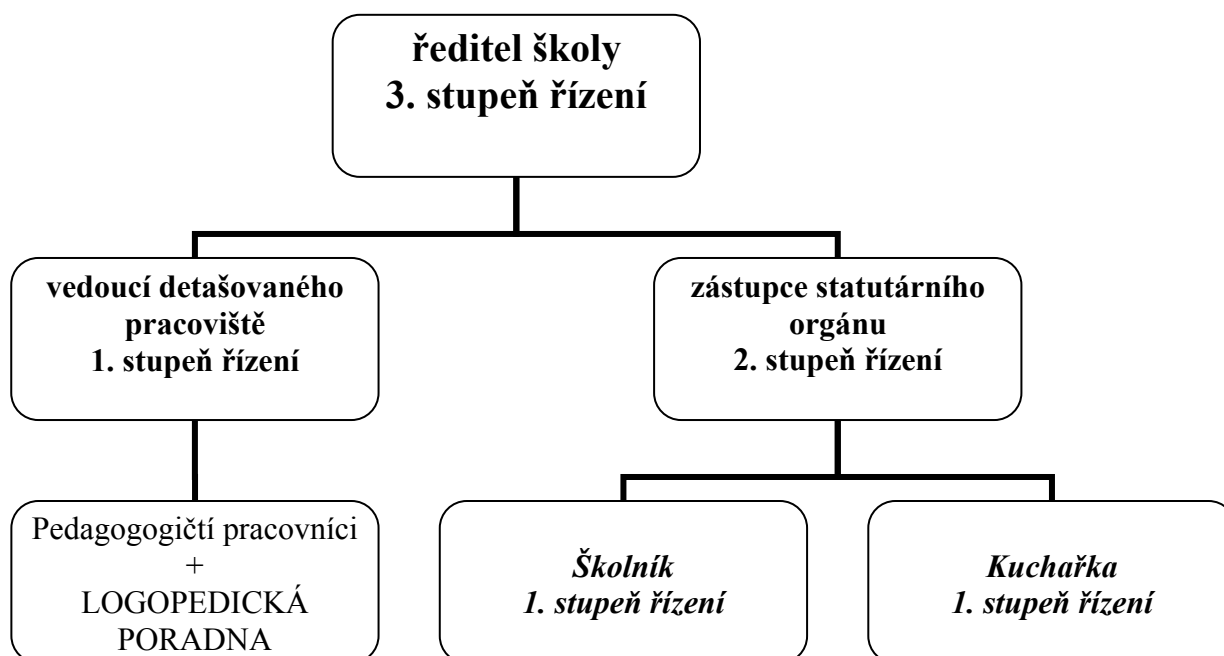 ředitel školy
3. stupeň řízení
vedoucí detašovaného
pracoviště
1. stupeň řízení
zástupce statutárního
orgánu
2. stupeň řízení
Pedagogogičtí pracovníci
+
LOGOPEDICKÁ
PORADNA
Školník
1. stupeň řízení
Kuchařka
1. stupeň řízení